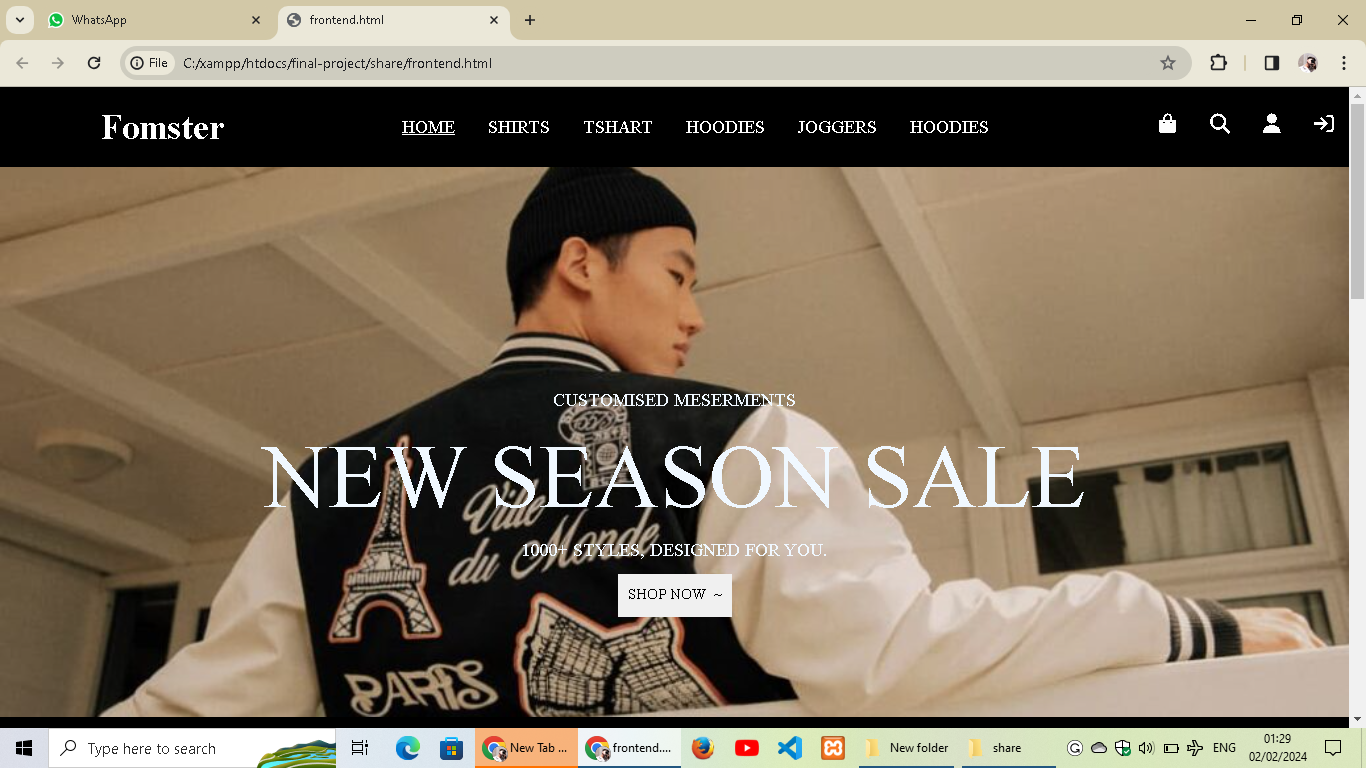 WhatsApp
frontend.html
File
C:/xampp/htdocs/final-project/share/frontend.html
Fomster
HOME SHIRTS TSHART HOODIES JOGGERS HOODIES
CUSTOMISED MESERMENTS
NEW SEASON SALE
Ville
du Monde
1000+ STYLES, DESIGNED FOR YOU.
SHOP NOW ~
PARIS
Type here to search
New Tab ...
frontend....
New folder
share
ENG
01:29
02/02/2024